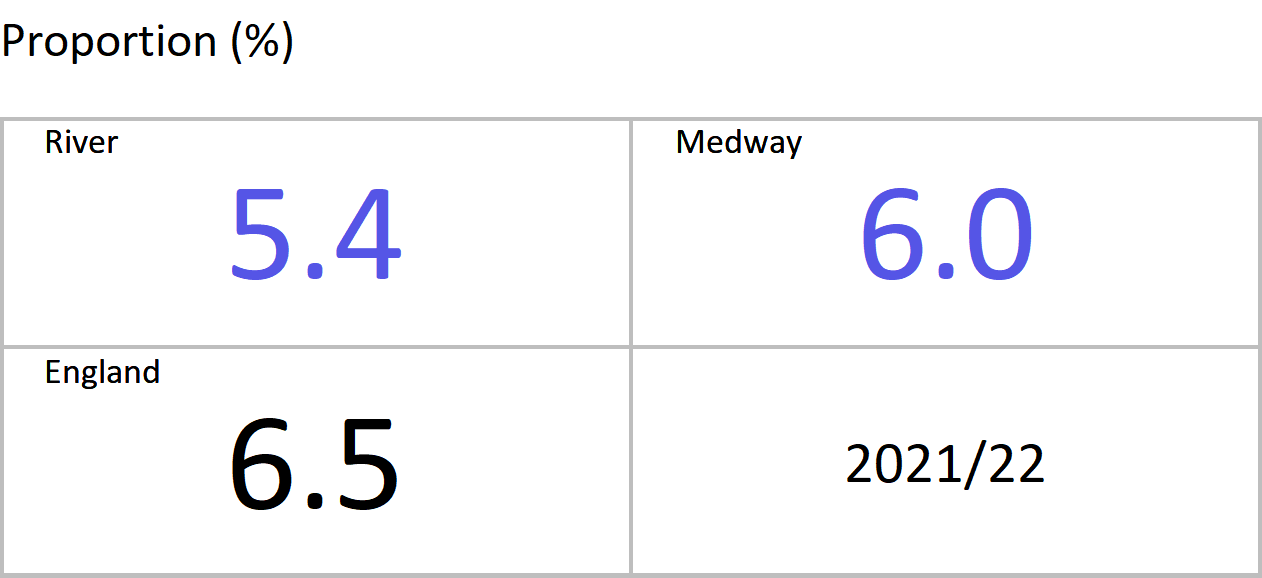 Proportion (%)
River
5.4
Medway
6.0
England
6.5
2021/22